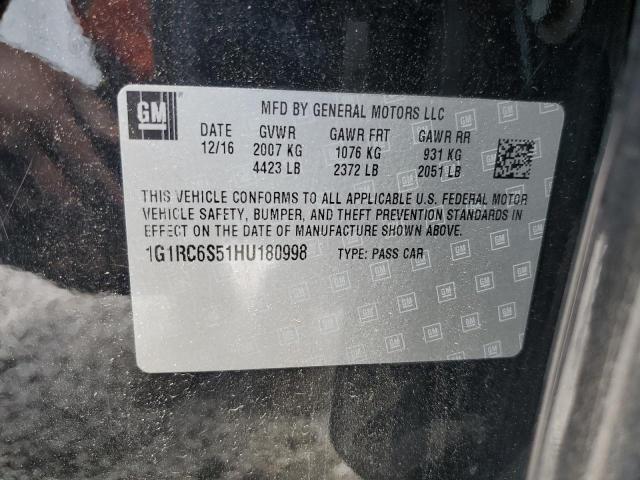 GM
MFD BY GENERAL MOTORS LLC
DATE GVWR GAWR FRT GAWR RR
12/16 2007 KG 1076 KG 931 KG
4423 LB 2372 LB 2051 LB
THIS VEHICLE CONFORMS TO ALL APPLICABLE U.S. FEDERAL MOTOR
VEHICLE SAFETY, BUMPER, AND THEFT PREVENTION STANDARDS IN
EFFECT ON THE DATE OF MANUFACTURE SHOWN ABOVE.
1G1RC6S51HU180998 TYPE: PASS CAR